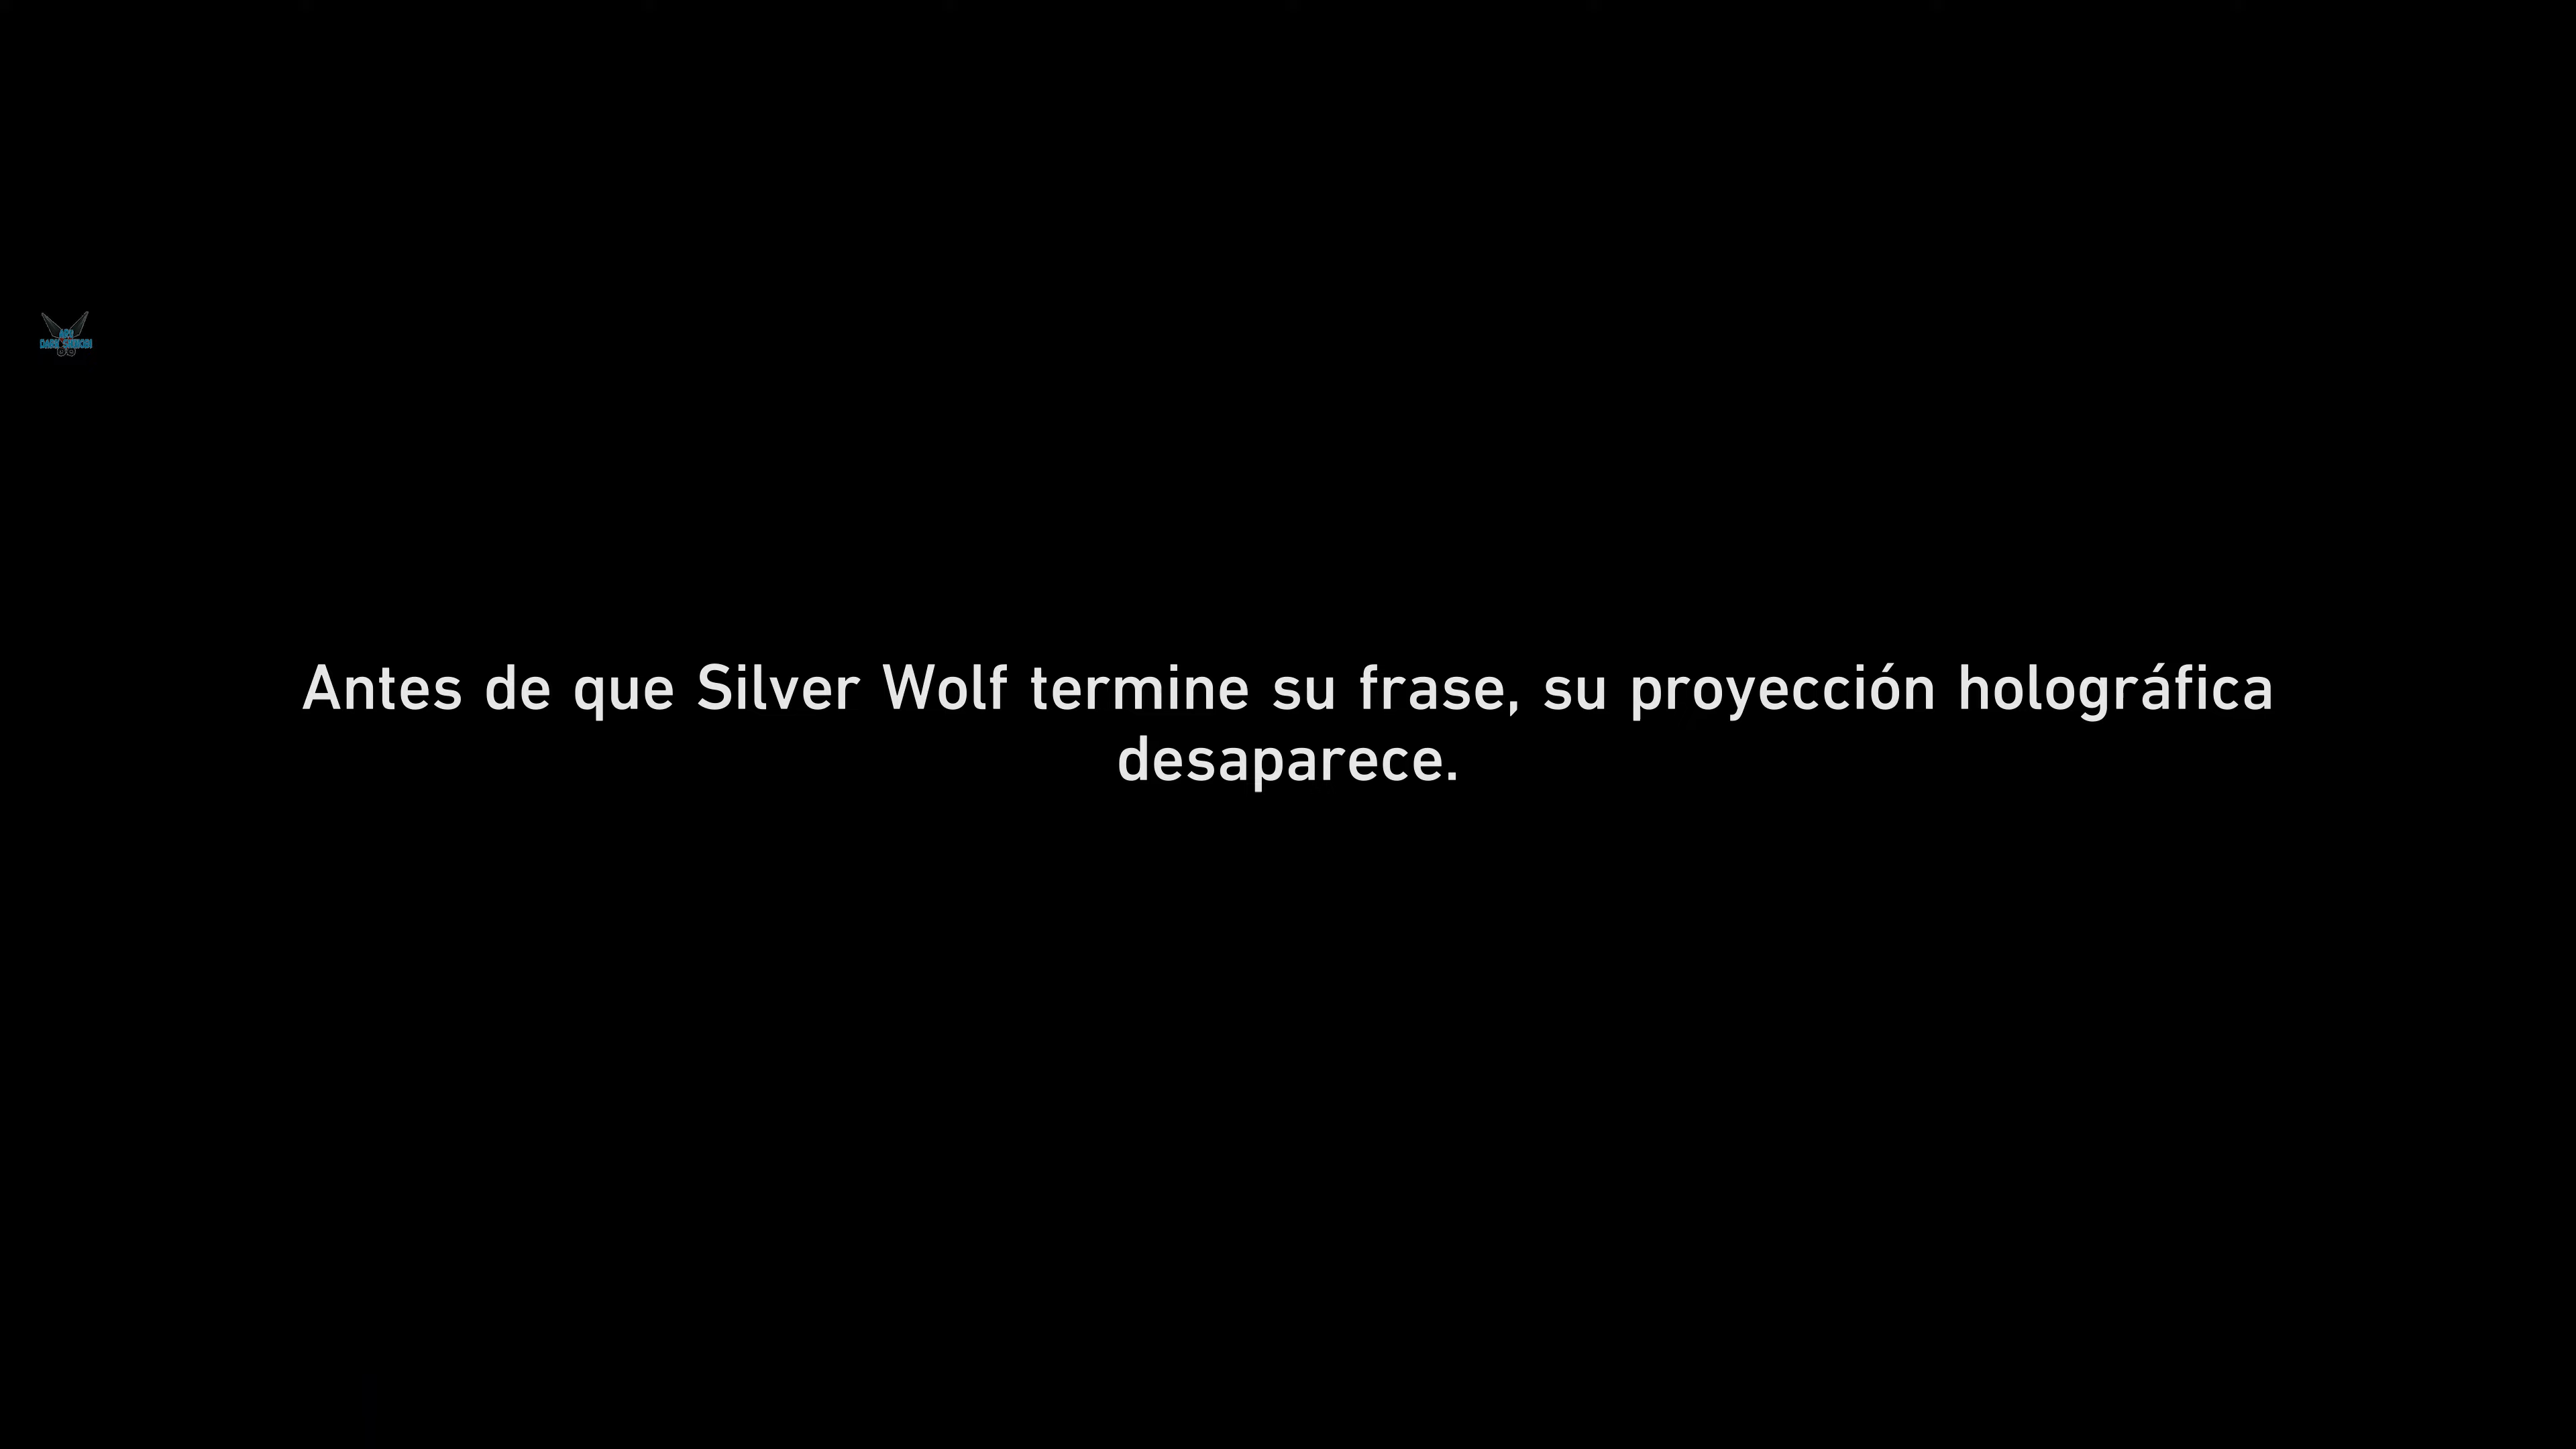 Antes de que Silver Wolf termine su frase, su proyección holográfica
desaparece.